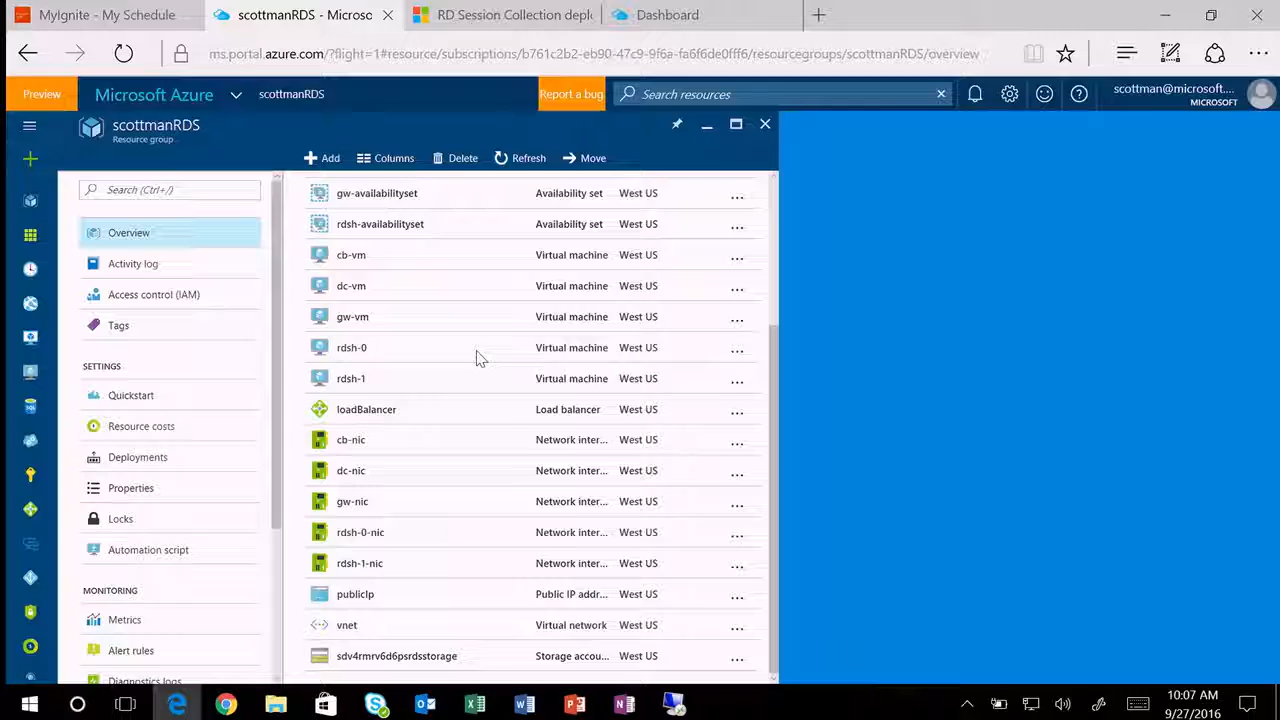 MyIgnite - My Schedule
scottmanRDS - Microso
RD Session Collection depl
Dashboard
ms.portal.azure.com/?flight=1#resource/subscriptions/b761c2b2-eb90-47c9-9f6a-fa6f6de0fff6/resourcegroups/scottmanRDS/overview
Preview
Microsoft Azure
scottmanRDS
Report a bug
Search resources
scottman@microsoft....
MICROSOFT
scottmanRDS
Resource group
Add
Columns
Delete
Refresh
Move
Search (Ctrl+/)
Overview
Activity log
Access control (IAM)
Tags
SETTINGS
Quickstart
Resource costs
Deployments
Properties
Locks
Automation script
MONITORING
Metrics
Alert rules
Diagnostics logs
gw-availabilityset Availability set West US ...
rdsh-availabilityset Availability set West US ...
cb-vm Virtual machine West US ...
dc-vm Virtual machine West US ...
gw-vm Virtual machine West US ...
rdsh-0 Virtual machine West US ...
rdsh-1 Virtual machine West US ...
loadBalancer Load balancer West US ...
cb-nic Network inter... West US ...
dc-nic Network inter... West US ...
gw-nic Network inter... West US ...
rdsh-0-nic Network inter... West US ...
rdsh-1-nic Network inter... West US ...
publicIp Public IP addr... West US ...
vnet Virtual network West US ...
sdv4rmrv6d6psrdsstorage Storage accou... West US ...
10:07 AM
9/27/2016